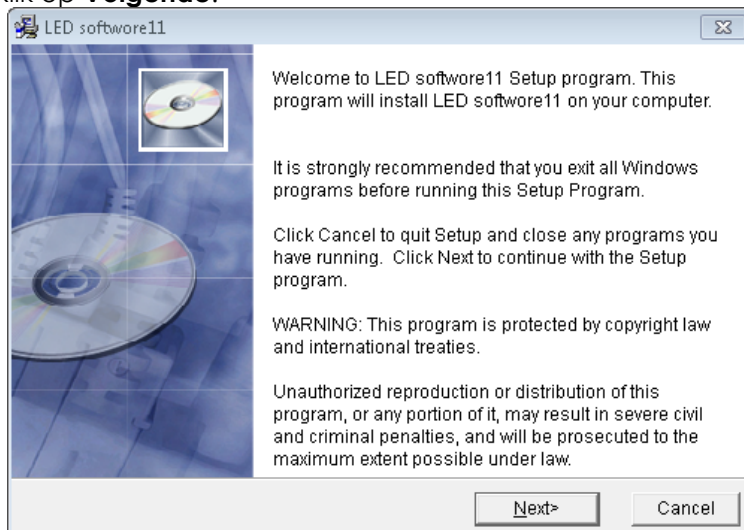 klik op Volgende.
LED softwore11
Welcome to LED softwore11 Setup program. This
program will install LED softwore11 on your computer.
It is strongly recommended that you exit all Windows
programs before running this Setup Program.
Click Cancel to quit Setup and close any programs you
have running. Click Next to continue with the Setup
program.
WARNING: This program is protected by copyright law
and international treaties.
Unauthorized reproduction or distribution of this
program, or any portion of it, may result in severe civil
and criminal penalties, and will be prosecuted to the
maximum extent possible under law.
Next>
Cancel